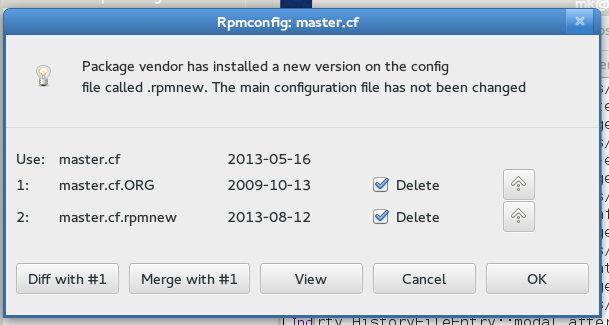 mk@
Rpmconfig: master.cf
Package vendor has installed a new version on the config
file called .rpmnew. The main configuration file has not been changed
Use: master.cf 2013-05-16
1: master.cf.ORG 2009-10-13 Delete
2: master.cf.rpmnew 2013-08-12 Delete
Diff with #1 Merge with #1 View Cancel OK